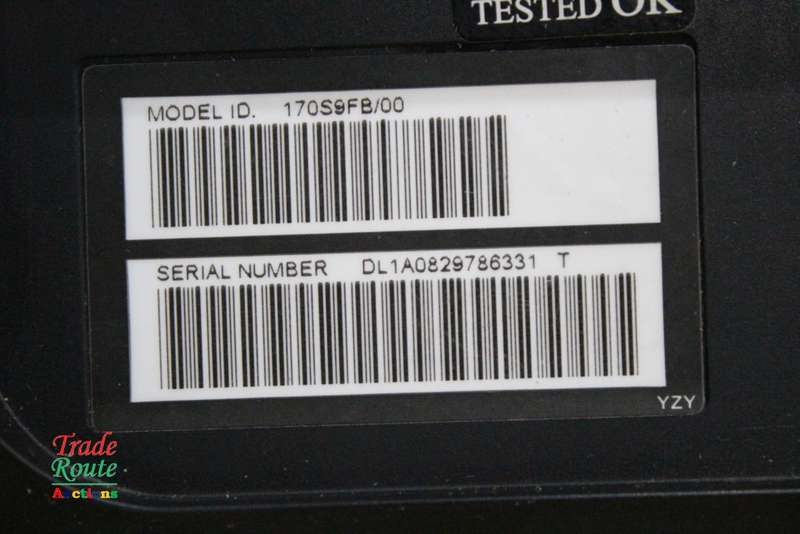 TESTED OK
MODEL ID. 170S9FB/00
SERIAL NUMBER DL1A0829786331 T
YZY
Trade
Route
Auctions